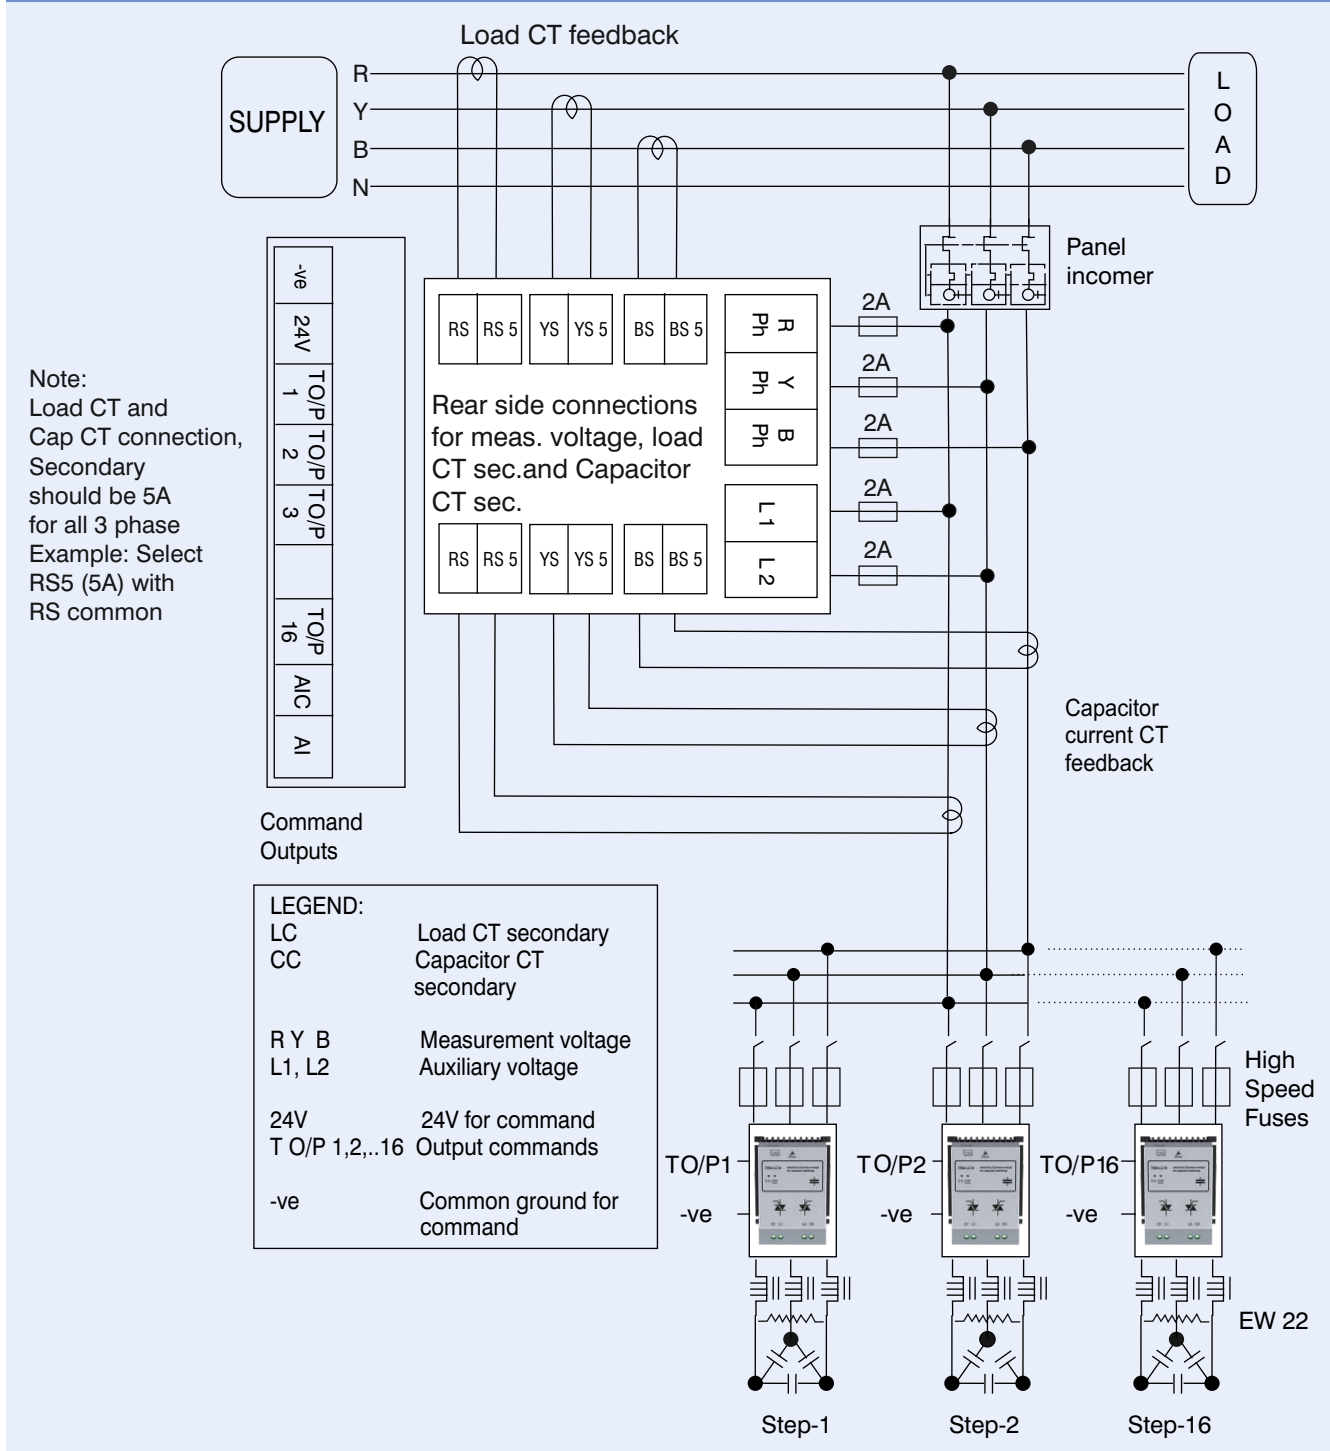 Load CT feedback
SUPPLY
R
Y
B
N
L
O
A
D
Panel
incomer
-ve
24V
TO/P
1
TO/P
2
TO/P
3
TO/P
16
AIC
AI
Command
Outputs
Note:
Load CT and
Cap CT connection,
Secondary
should be 5A
for all 3 phase
Example: Select
RS5 (5A) with
RS common
RS
RS 5
YS
YS 5
BS
BS 5
R
Ph
Y
Ph
B
Ph
L1
L2
2A
2A
2A
2A
2A
Rear side connections
for meas. voltage, load
CT sec.and Capacitor
CT sec.
RS
RS 5
YS
YS 5
BS
BS 5
Capacitor
current CT
feedback
LEGEND:
LC Load CT secondary
CC Capacitor CT
secondary
R Y B Measurement voltage
L1, L2 Auxiliary voltage
24V 24V for command
T O/P 1,2,..16 Output commands
-ve Common ground for
command
High
Speed
Fuses
TO/P1
-ve
TO/P2
-ve
TO/P16
-ve
EW 22
Step-1
Step-2
Step-16